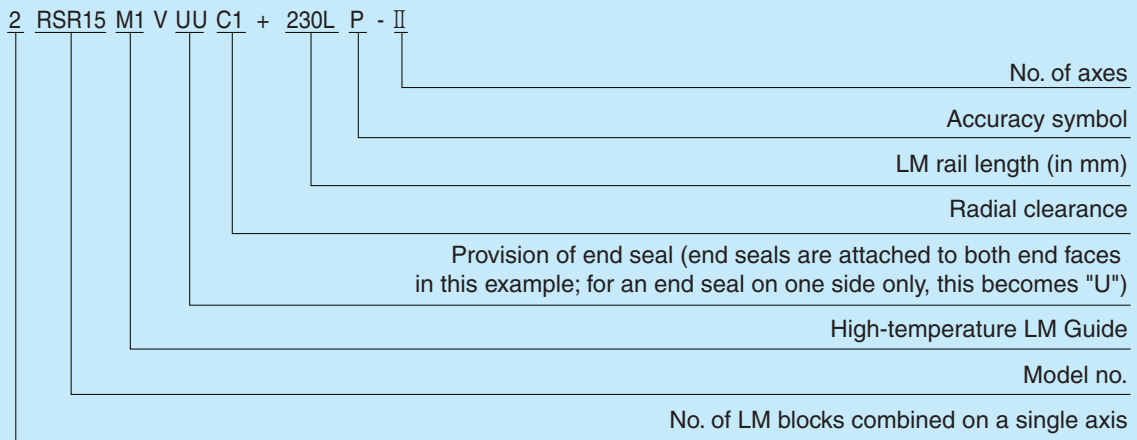 2 RSR15 M1 V UU C1 + 230L P - Ⅱ
No. of axes
Accuracy symbol
LM rail length (in mm)
Radial clearance
Provision of end seal (end seals are attached to both end faces
in this example; for an end seal on one side only, this becomes "U")
High-temperature LM Guide
Model no.
No. of LM blocks combined on a single axis